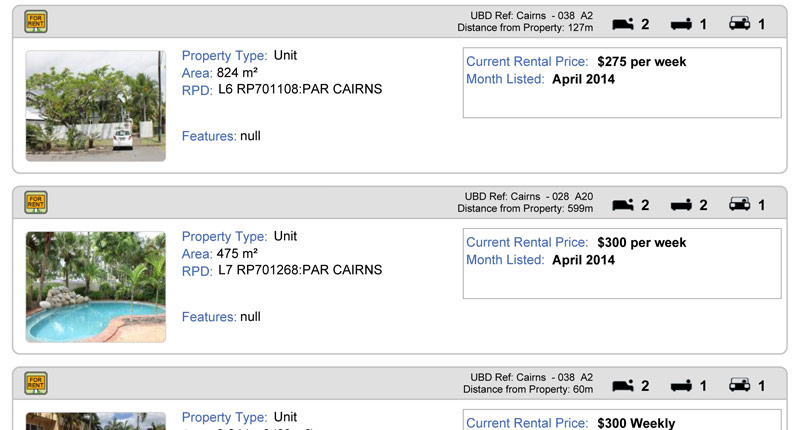 FOR RENT
UBD Ref: Cairns - 038 A2
Distance from Property: 127m
2 1 1
Property Type: Unit
Area: 824 m²
RPD: L6 RP701108:PAR CAIRNS
Features: null
Current Rental Price: $275 per week
Month Listed: April 2014
FOR RENT
UBD Ref: Cairns - 028 A20
Distance from Property: 599m
2 2 1
Property Type: Unit
Area: 475 m²
RPD: L7 RP701268:PAR CAIRNS
Features: null
Current Rental Price: $300 per week
Month Listed: April 2014
FOR RENT
UBD Ref: Cairns - 038 A2
Distance from Property: 60m
2 1 1
Property Type: Unit
Current Rental Price: $300 Weekly